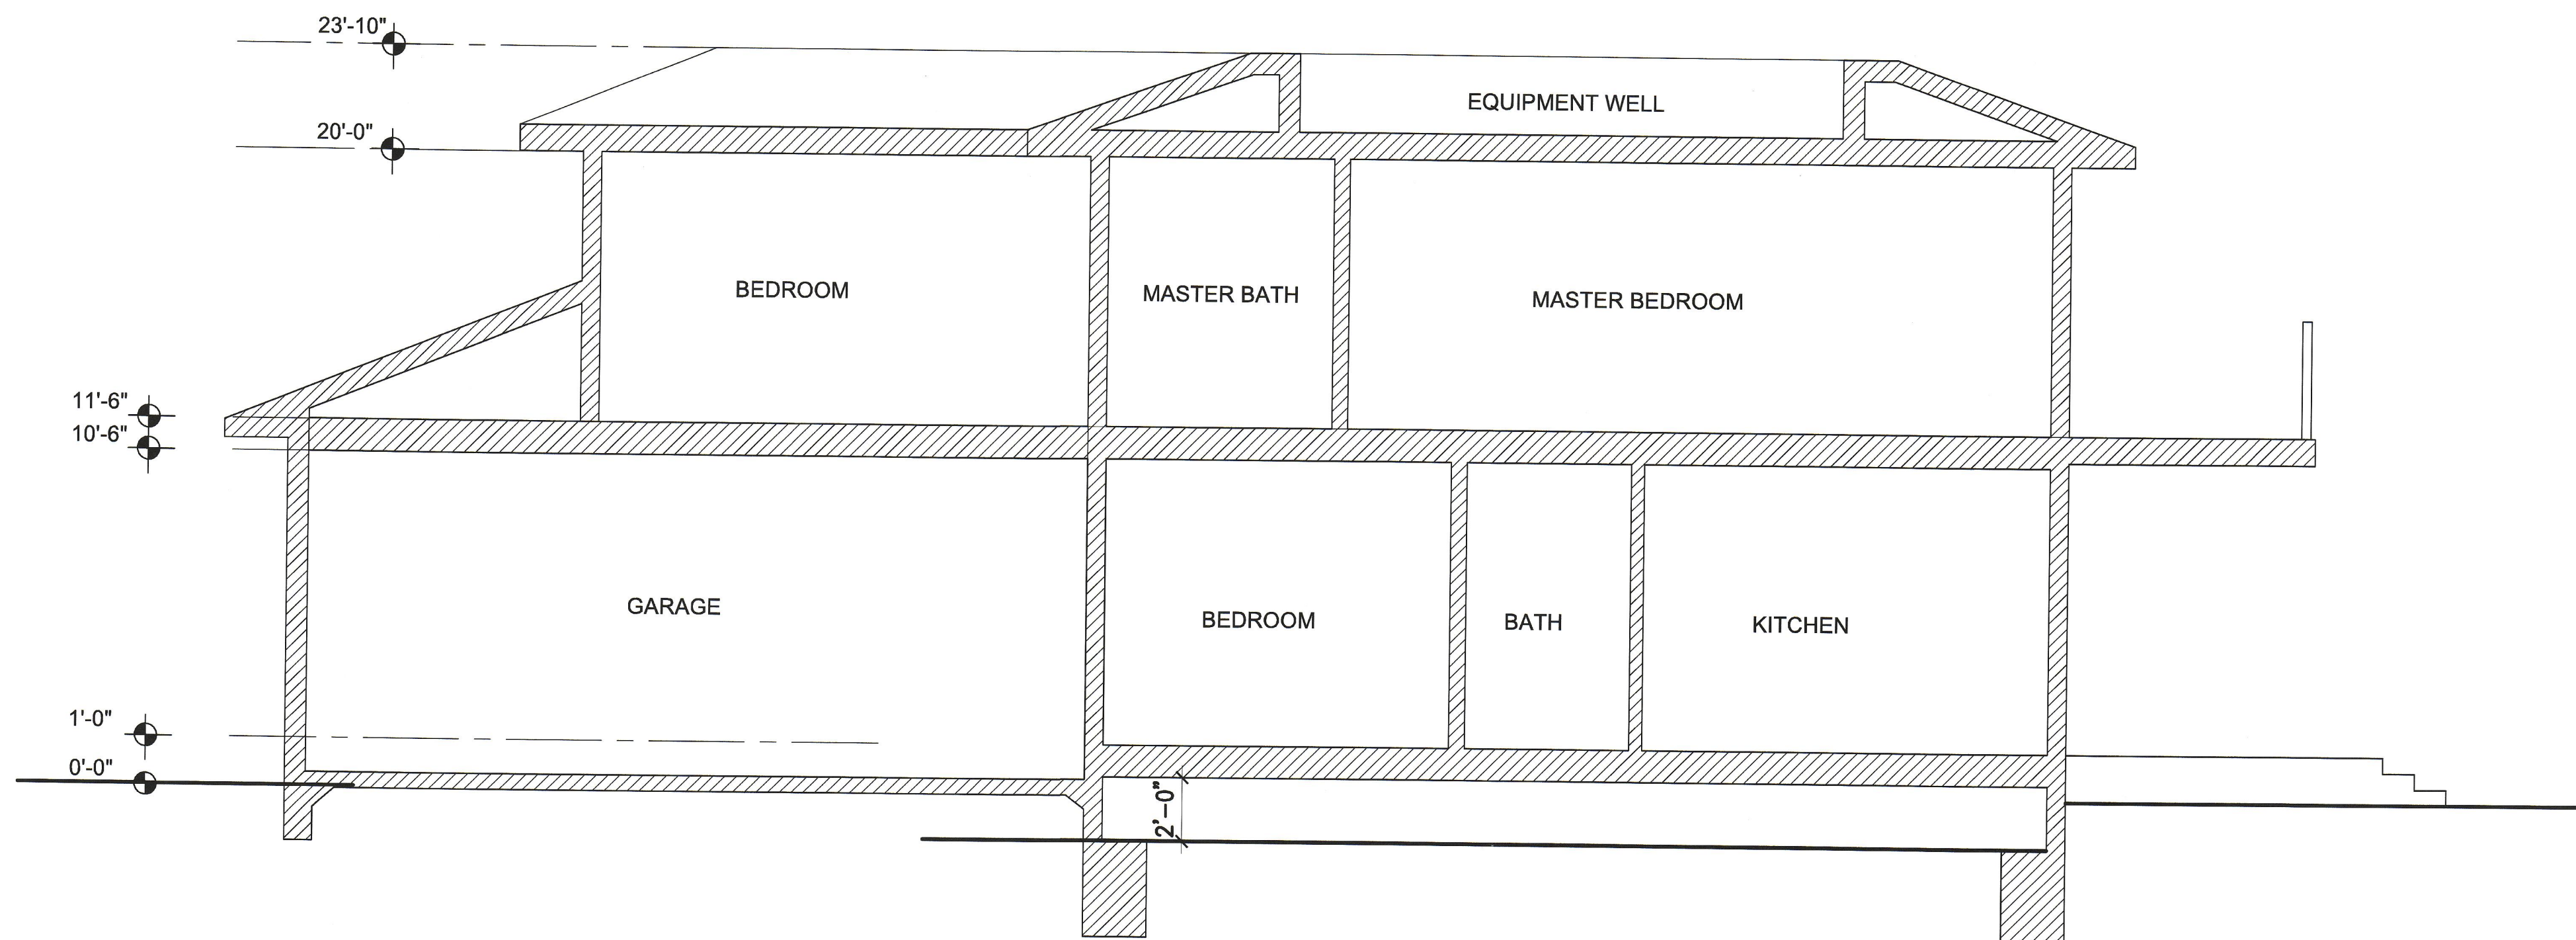 23'-10"
EQUIPMENT WELL
20'-0"
BEDROOM
MASTER BATH
MASTER BEDROOM
11'-6"
10'-6"
GARAGE
BEDROOM
BATH
KITCHEN
1'-0"
0'-0"
2'-0"